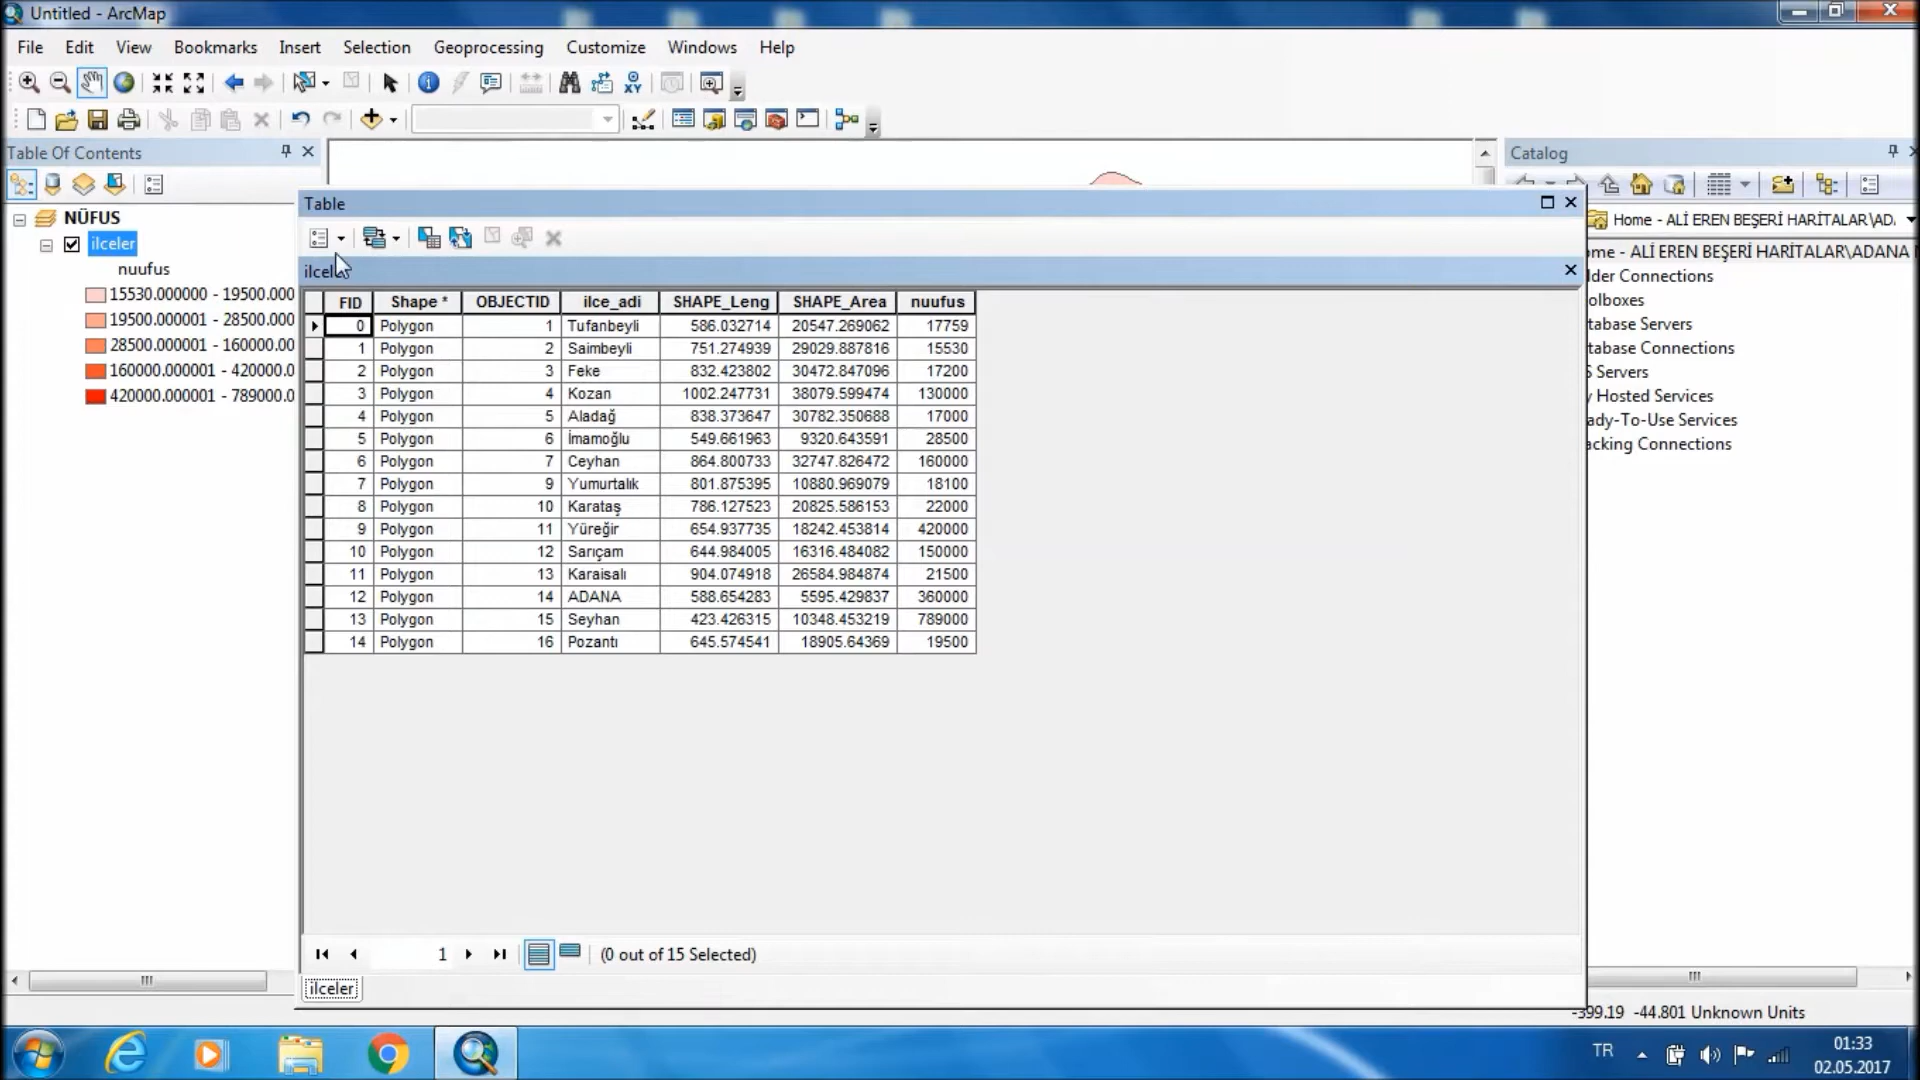 Untitled - ArcMap
File Edit View Bookmarks Insert Selection Geoprocessing Customize Windows Help
Table Of Contents
NÜFUS
ilceler
nuufus
15530.000000 - 19500.000
19500.000001 - 28500.000
28500.000001 - 160000.00
160000.000001 - 420000.
420000.000001 - 789000.0
Table
FID Shape * OBJECTID ilce_adi SHAPE_Leng SHAPE_Area nuufus
0 Polygon 1 Tufanbeyli 586.032714 20547.269062 17759
1 Polygon 2 Saimbeyli 751.274939 29029.887816 15530
2 Polygon 3 Feke 832.423802 30472.847096 17200
3 Polygon 4 Kozan 1002.247731 38079.599474 130000
4 Polygon 5 Aladağ 838.373647 30782.350688 17000
5 Polygon 6 İmamoğlu 549.661963 9320.643591 28500
6 Polygon 7 Ceyhan 864.800733 32747.826472 160000
7 Polygon 9 Yumurtalık 801.875395 10880.969079 18100
8 Polygon 10 Karataş 786.127523 20825.586153 22000
9 Polygon 11 Yüreğir 654.937735 18242.453814 420000
10 Polygon 12 Sarıçam 644.984005 16316.484082 150000
11 Polygon 13 Karaisalı 904.074918 26584.984874 21500
12 Polygon 14 ADANA 588.654283 5595.429837 360000
13 Polygon 15 Seyhan 423.426315 10348.453219 789000
14 Polygon 16 Pozantı 645.574541 18905.64369 19500
1 (0 out of 15 Selected)
ilceler
Catalog
Home - ALİ EREN BEŞERİ HARİTALAR\AD.
me - ALİ EREN BEŞERİ HARİTALAR\ADANA
lder Connections
olboxes
tabase Servers
tabase Connections
S Servers
y Hosted Services
ady-To-Use Services
acking Connections
-399.19 -44.801 Unknown Units
TR
01:33
02.05.2017